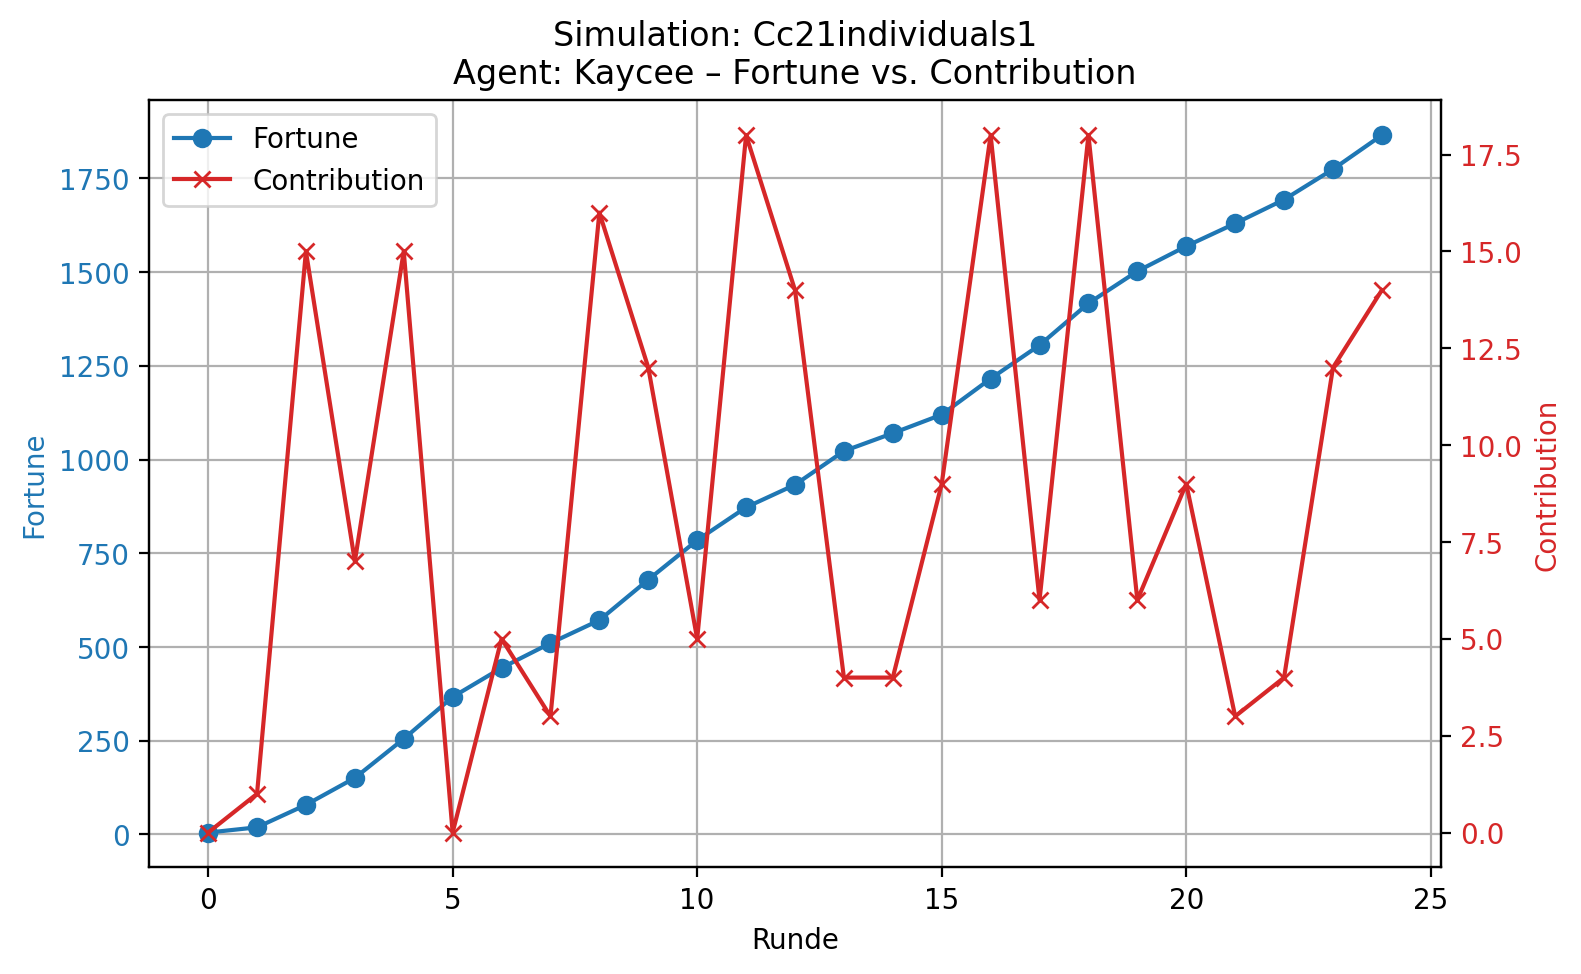 Simulation: Cc21individuals1
Agent: Kaycee – Fortune vs. Contribution
Fortune
Contribution
1750
1500
1250
1000
750
500
250
0
Fortune
17.5
15.0
12.5
10.0
7.5
5.0
2.5
0.0
Contribution
0 5 10 15 20 25
Runde